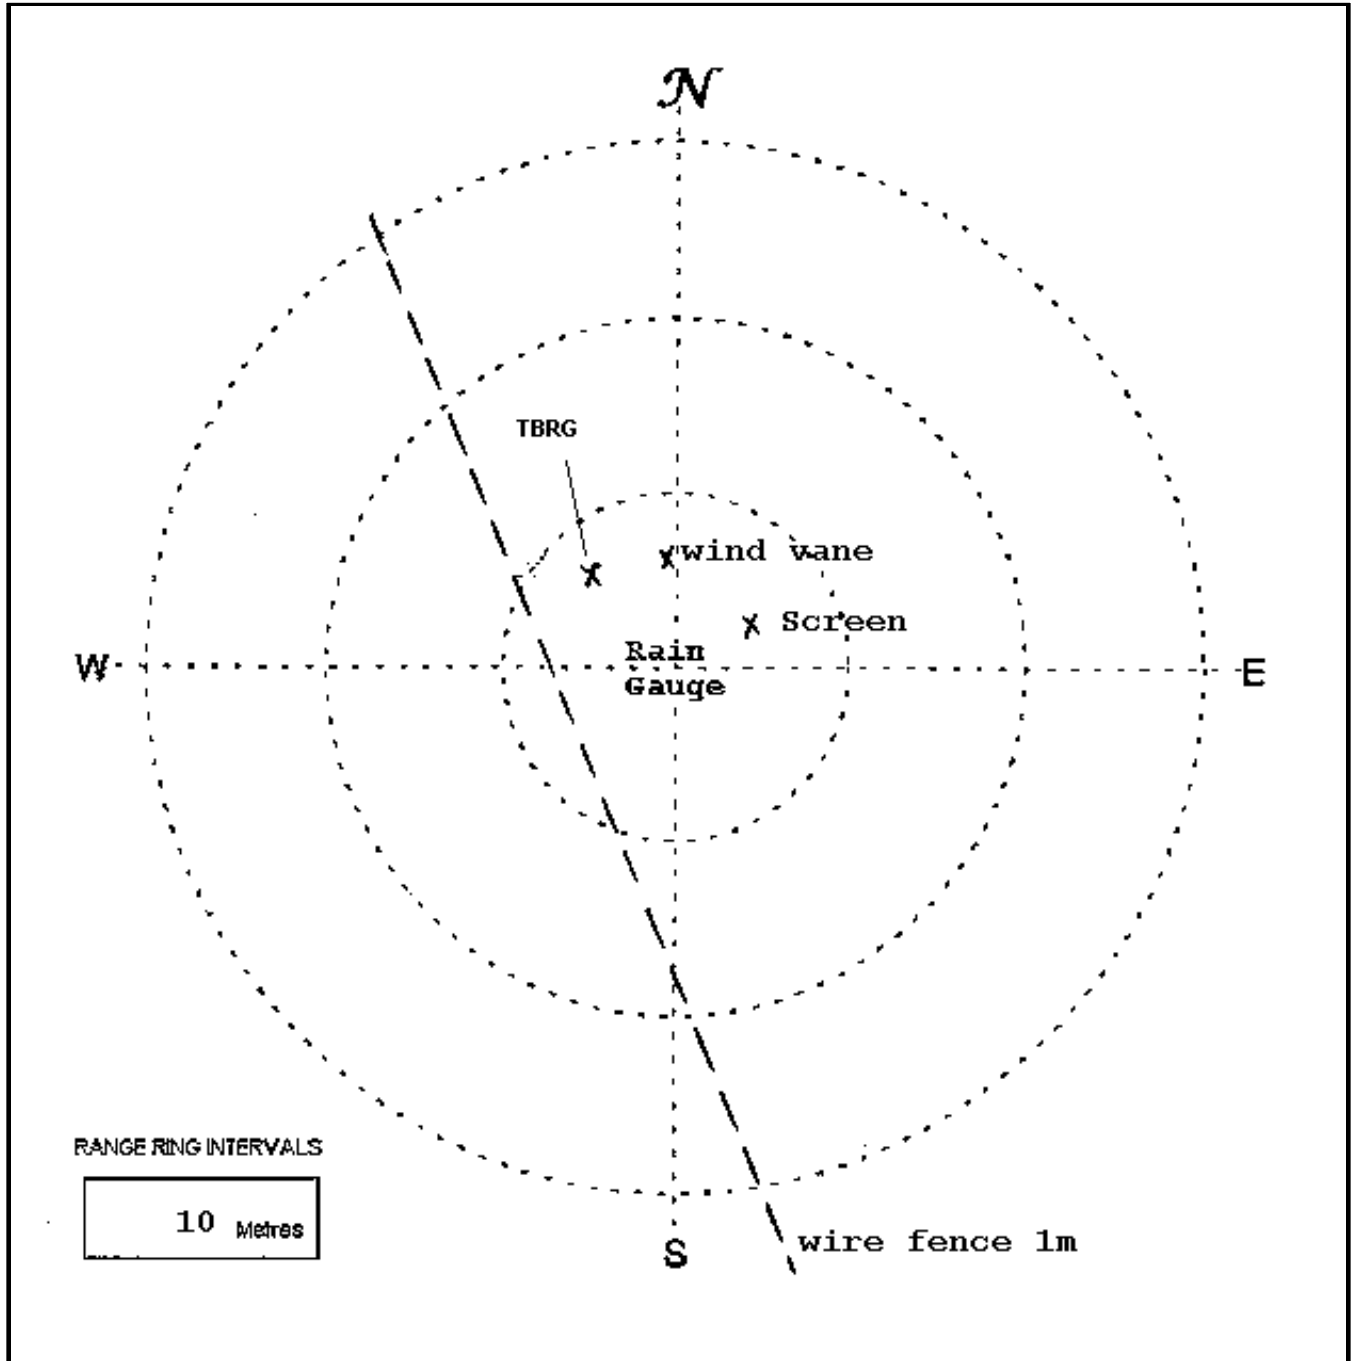 N
TBRG
wind vane
Screen
Rain
Gauge
W
E
RANGE RING INTERVALS
10 Metres
S
wire fence 1m